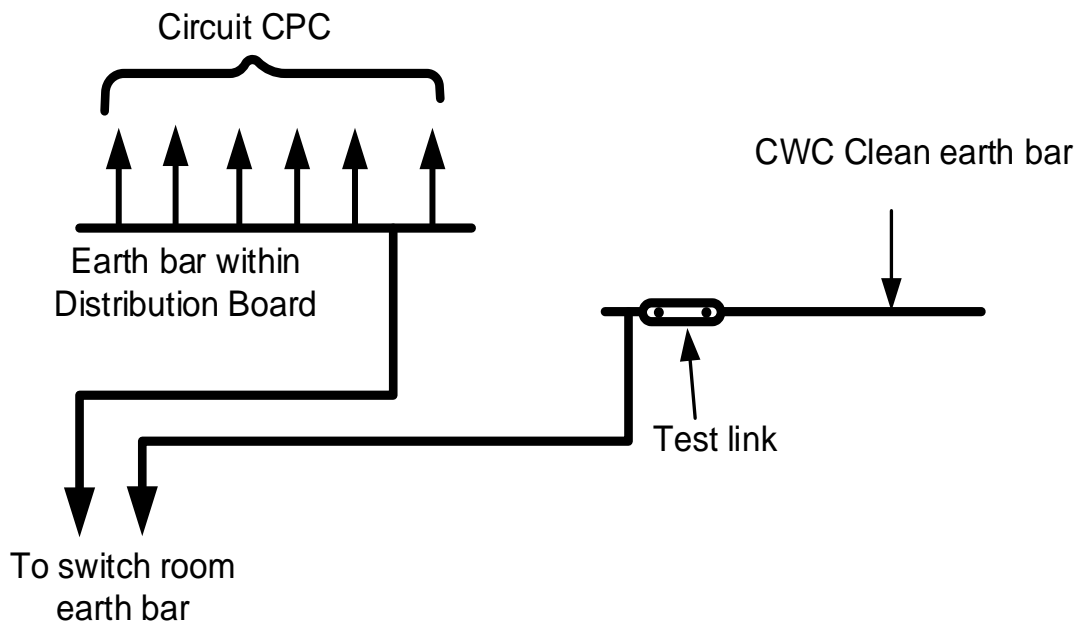 Circuit CPC
CWC Clean earth bar
Earth bar within
Distribution Board
Test link
To switch room
earth bar